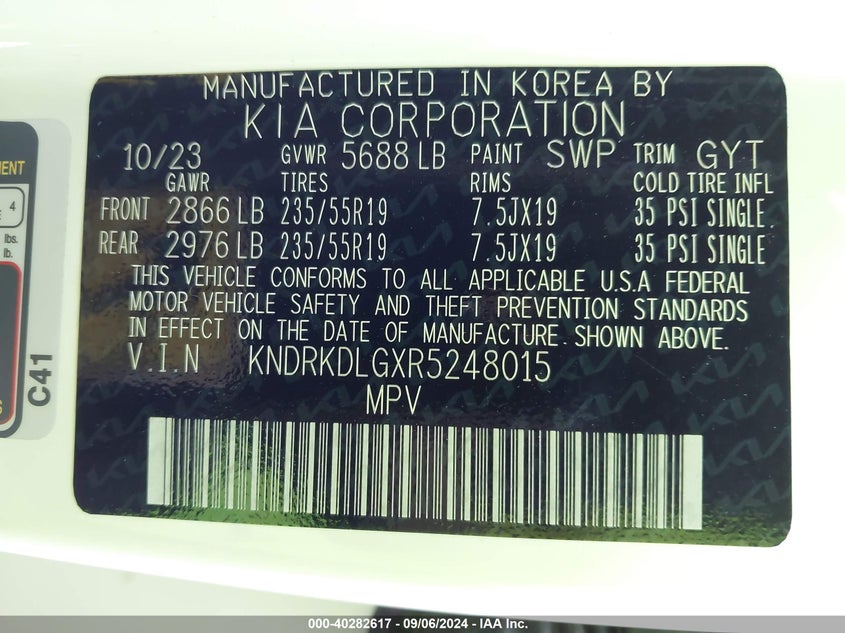 MANUFACTURED IN KOREA BY
KIA CORPORATION
10/23 GVWR 5688 LB PAINT SWP TRIM GYT
GAWR TIRES RIMS COLD TIRE INFL
FRONT 2866 LB 235/55R19 7.5JX19 35 PSI SINGLE
REAR 2976 LB 235/55R19 7.5JX19 35 PSI SINGLE
THIS VEHICLE CONFORMS TO ALL APPLICABLE U.S.A FEDERAL
MOTOR VEHICLE SAFETY AND THEFT PREVENTION STANDARDS
IN EFFECT ON THE DATE OF MANUFACTURE SHOWN ABOVE.
V.I.N KNDRKDLGXR5248015
MPV
4
lbs.
lb.
C41
000-40282617 - 09/06/2024 - IAA Inc.